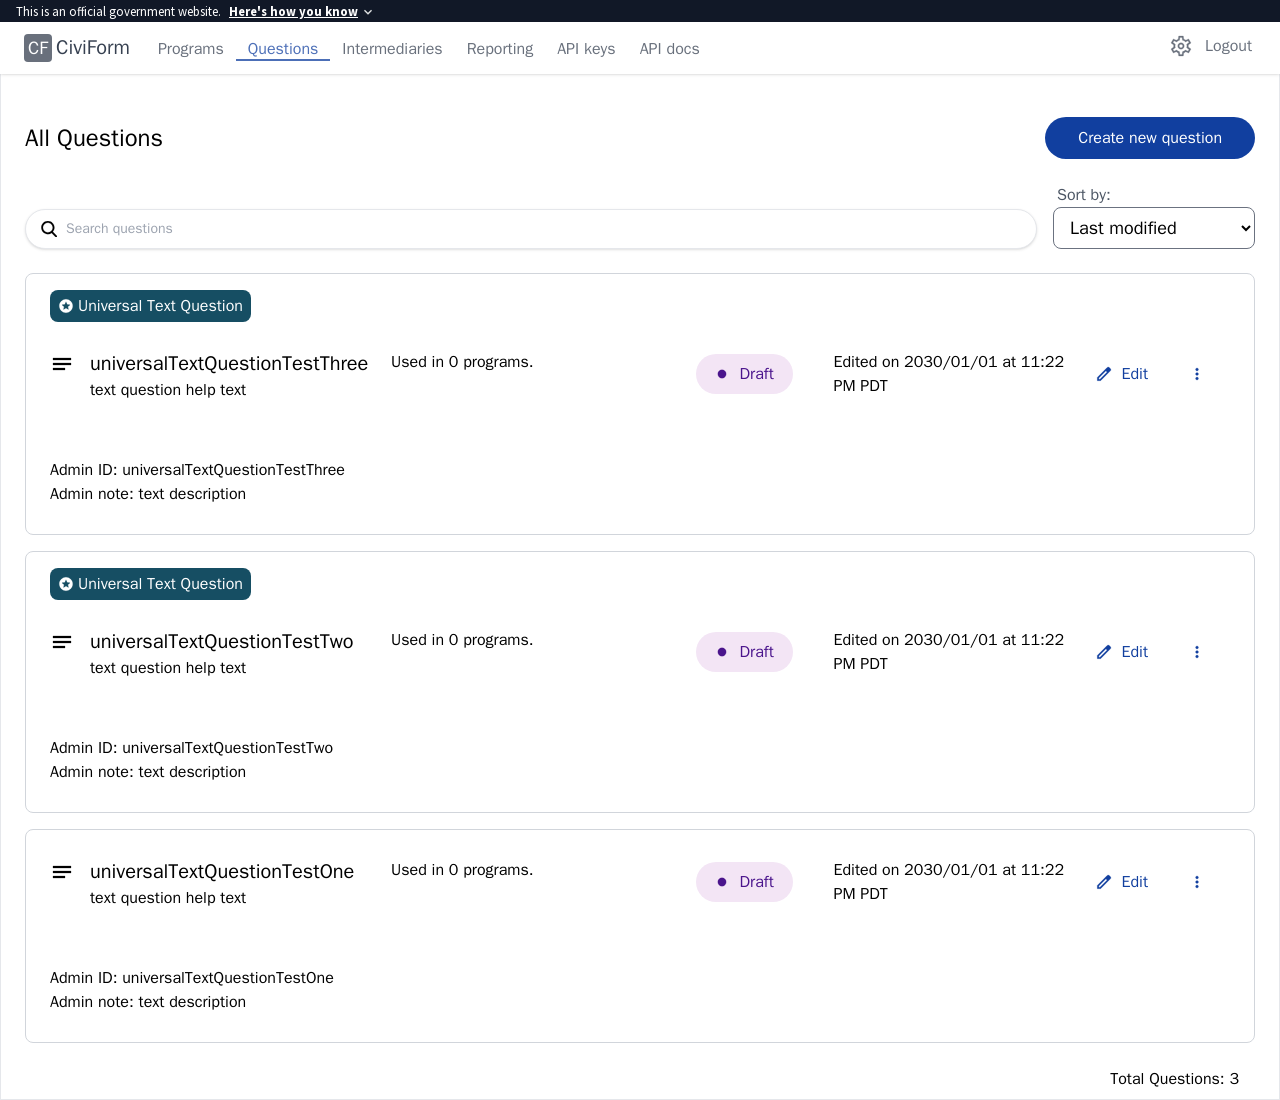 This is an official government website. Here's how you know
CF CiviForm Programs Questions Intermediaries Reporting API keys API docs Logout
All Questions
Create new question
Sort by:
Search questions
Last modified
Universal Text Question
universalTextQuestionTestThree
text question help text
Used in 0 programs.
Draft
Edited on 2030/01/01 at 11:22
PM PDT
Edit
Admin ID: universalTextQuestionTestThree
Admin note: text description
Universal Text Question
universalTextQuestionTestTwo
text question help text
Used in 0 programs.
Draft
Edited on 2030/01/01 at 11:22
PM PDT
Edit
Admin ID: universalTextQuestionTestTwo
Admin note: text description
universalTextQuestionTestOne
text question help text
Used in 0 programs.
Draft
Edited on 2030/01/01 at 11:22
PM PDT
Edit
Admin ID: universalTextQuestionTestOne
Admin note: text description
Total Questions: 3